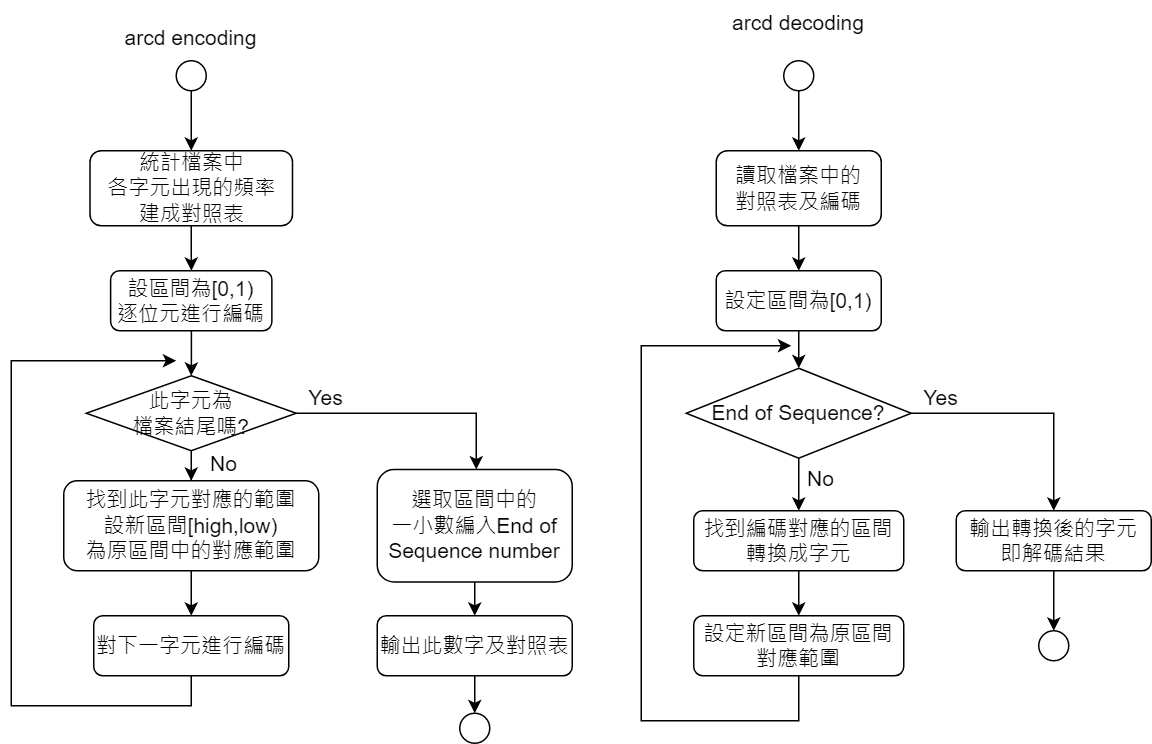 arcd encoding
統計檔案中
各字元出現的頻率
建成對照表
設區間為[0,1)
逐位元進行編碼
此字元為
檔案結尾嗎?
Yes
No
找到此字元對應的範圍
設新區間[high,low)
為原區間中的對應範圍
對下一字元進行編碼
選取區間中的
一小數編入End of
Sequence number
輸出此數字及對照表
arcd decoding
讀取檔案中的
對照表及編碼
設定區間為[0,1)
End of Sequence?
Yes
No
找到編碼對應的區間
轉換成字元
設定新區間為原區間
對應範圍
輸出轉換後的字元
即解碼結果